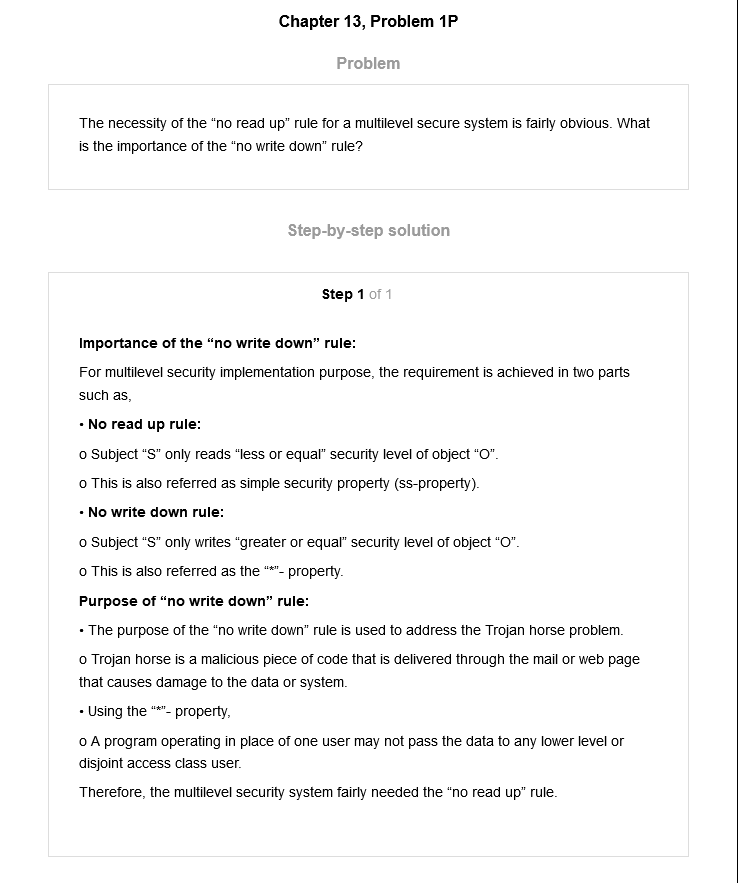 Chapter 13, Problem 1P
Problem
The necessity of the “no read up” rule for a multilevel secure system is fairly obvious. What
is the importance of the “no write down” rule?
Step-by-step solution
Step 1 of 1
Importance of the “no write down” rule:
For multilevel security implementation purpose, the requirement is achieved in two parts
such as,
• No read up rule:
o Subject “S” only reads “less or equal” security level of object “O”.
o This is also referred as simple security property (ss-property).
• No write down rule:
o Subject “S” only writes “greater or equal” security level of object “O”.
o This is also referred as the “*”- property.
Purpose of “no write down” rule:
• The purpose of the “no write down” rule is used to address the Trojan horse problem.
o Trojan horse is a malicious piece of code that is delivered through the mail or web page
that causes damage to the data or system.
• Using the “*”- property,
o A program operating in place of one user may not pass the data to any lower level or
disjoint access class user.
Therefore, the multilevel security system fairly needed the “no read up” rule.